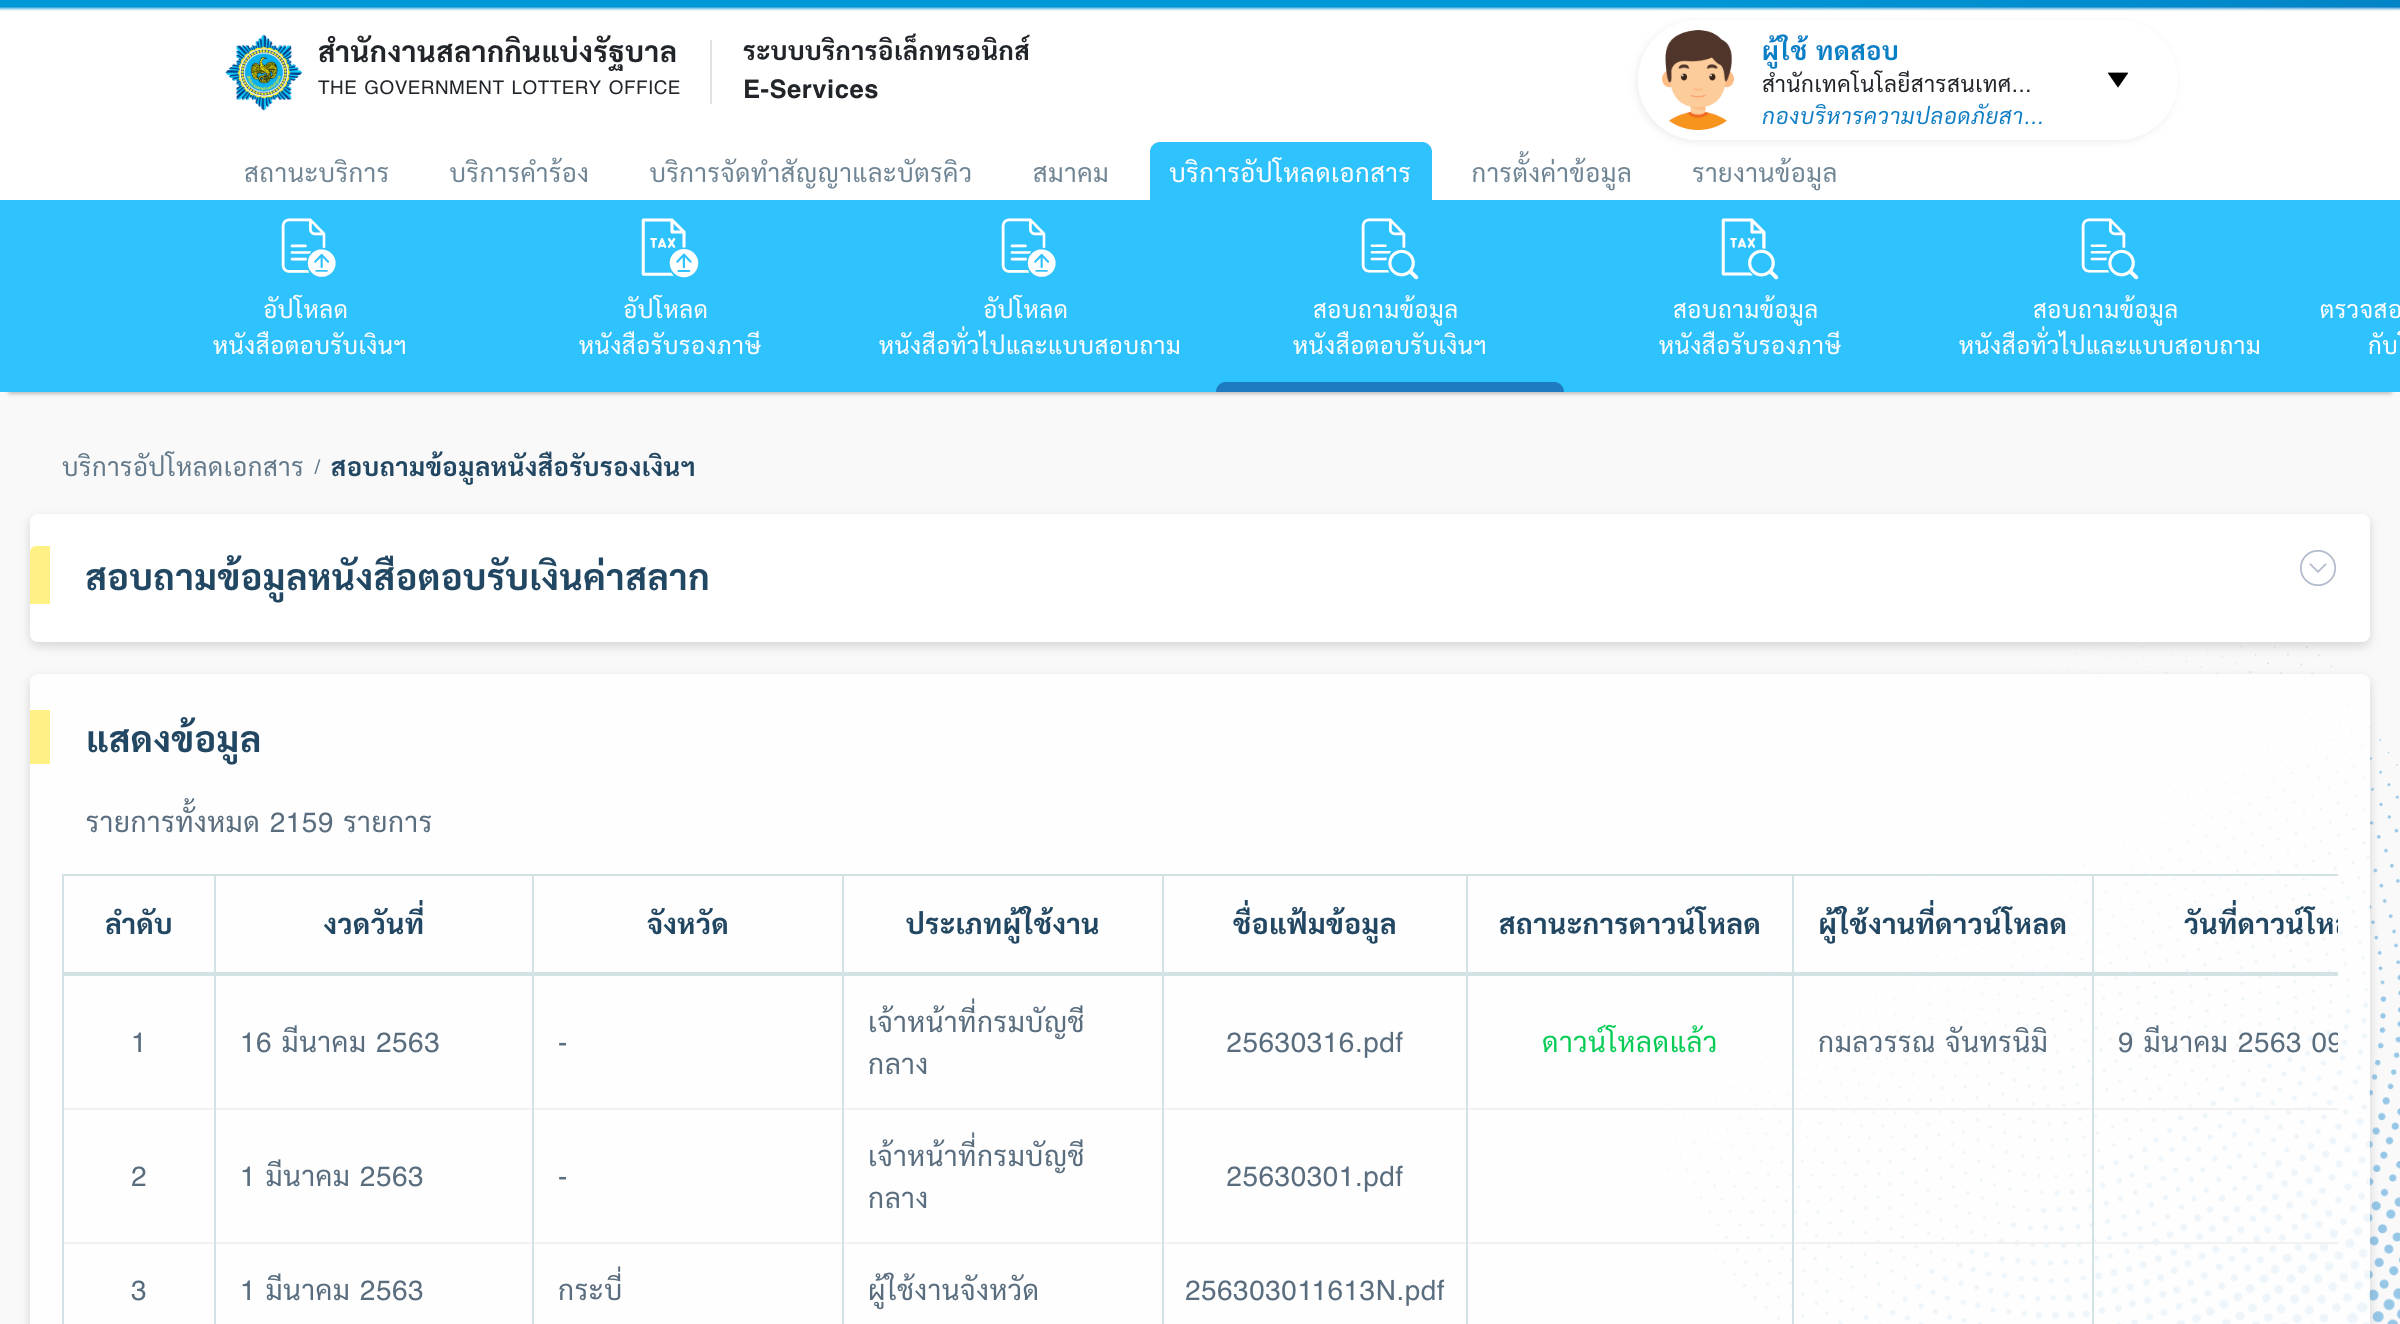 สำนักงานสลากกินแบ่งรัฐบาล
THE GOVERNMENT LOTTERY OFFICE
ระบบบริการอิเล็กทรอนิกส์
E-Services
ผู้ใช้ ทดสอบ
สำนักเทคโนโลยีสารสนเทศ...
กองบริหารความปลอดภัยสา...
สถานะบริการ บริการคำร้อง บริการจัดทำสัญญาและบัตรคิว สมาคม บริการอัปโหลดเอกสาร การตั้งค่าข้อมูล รายงานข้อมูล
TAX TAX
อัปโหลด อัปโหลด อัปโหลด สอบถามข้อมูล สอบถามข้อมูล สอบถามข้อมูล ตรวจสอ
หนังสือตอบรับเงินฯ หนังสือรับรองภาษี หนังสือทั่วไปและแบบสอบถาม หนังสือตอบรับเงินฯ หนังสือรับรองภาษี หนังสือทั่วไปและแบบสอบถาม กับ
บริการอัปโหลดเอกสาร / สอบถามข้อมูลหนังสือรับรองเงินฯ
สอบถามข้อมูลหนังสือตอบรับเงินค่าสลาก
แสดงข้อมูล
รายการทั้งหมด 2159 รายการ
ลำดับ งวดวันที่ จังหวัด ประเภทผู้ใช้งาน ชื่อแฟ้มข้อมูล สถานะการดาวน์โหลด ผู้ใช้งานที่ดาวน์โหลด วันที่ดาวน์โห
1 16 มีนาคม 2563 - เจ้าหน้าที่กรมบัญชีกลาง 25630316.pdf ดาวน์โหลดแล้ว กมลวรรณ จันทรนิมิ 9 มีนาคม 2563 09
2 1 มีนาคม 2563 - เจ้าหน้าที่กรมบัญชีกลาง 25630301.pdf
3 1 มีนาคม 2563 กระบี่ ผู้ใช้งานจังหวัด 256303011613N.pdf